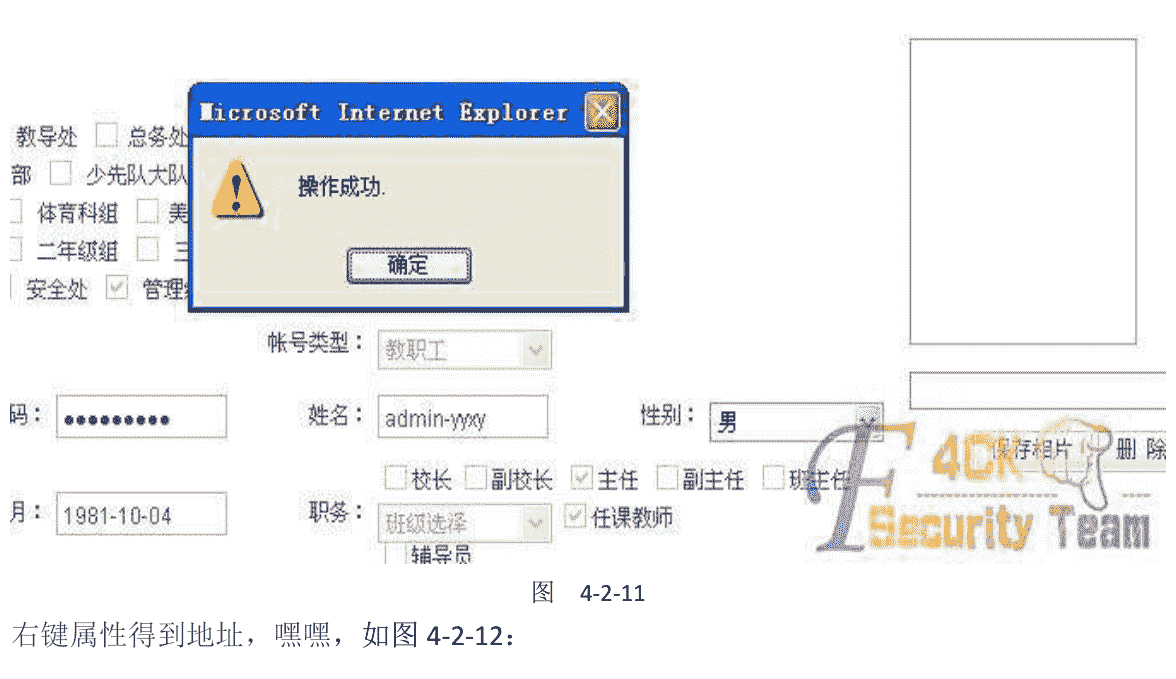 Microsoft Internet Explorer
操作成功.
确定
教导处 总务处
部 少先队大队
体育科组 美
二年级组 三
安全处 管理
帐号类型： 教职工
码： 姓名： admin-yyxy 性别： 男
保存相片 删 除
校长 副校长 主任 副主任 班主任
月： 1981-10-04 职务： 班级选择 任课教师
辅导员
F4CK
Security Team
图 4-2-11
右键属性得到地址，嘿嘿，如图 4-2-12：